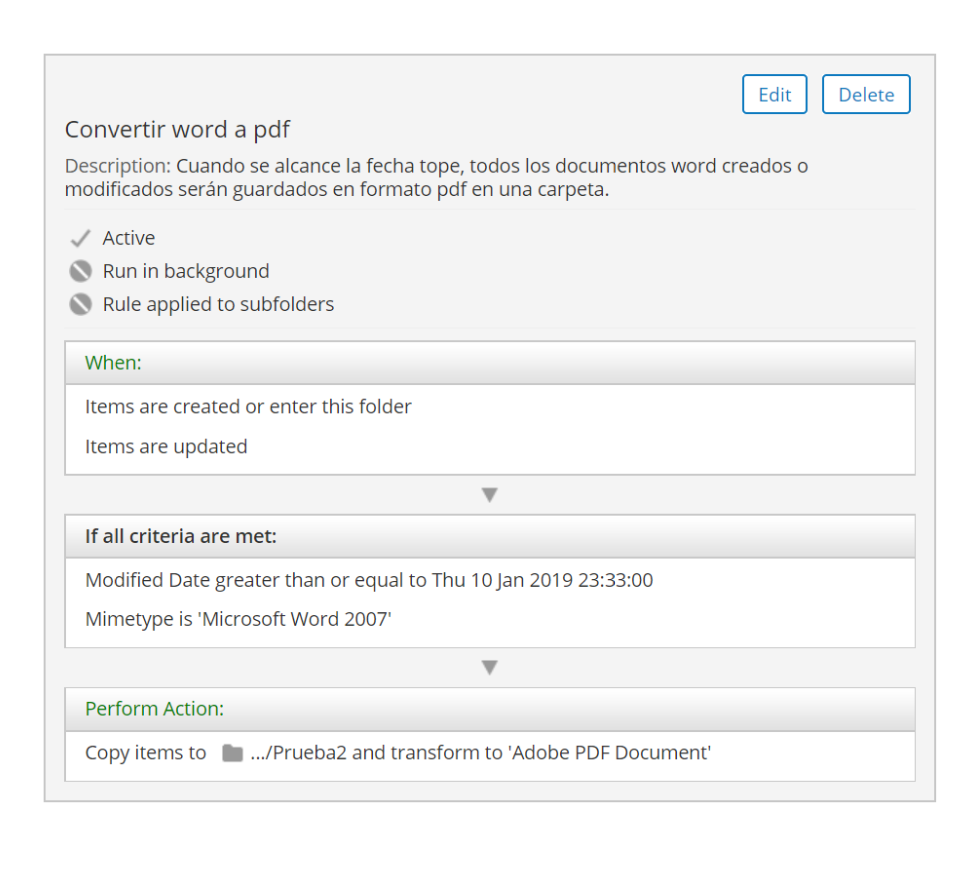 Edit Delete
Convertir word a pdf
Description: Cuando se alcance la fecha tope, todos los documentos word creados o
modificados serán guardados en formato pdf en una carpeta.
Active
Run in background
Rule applied to subfolders
When:
Items are created or enter this folder
Items are updated
If all criteria are met:
Modified Date greater than or equal to Thu 10 Jan 2019 23:33:00
Mimetype is 'Microsoft Word 2007'
Perform Action:
Copy items to .../Prueba2 and transform to 'Adobe PDF Document'